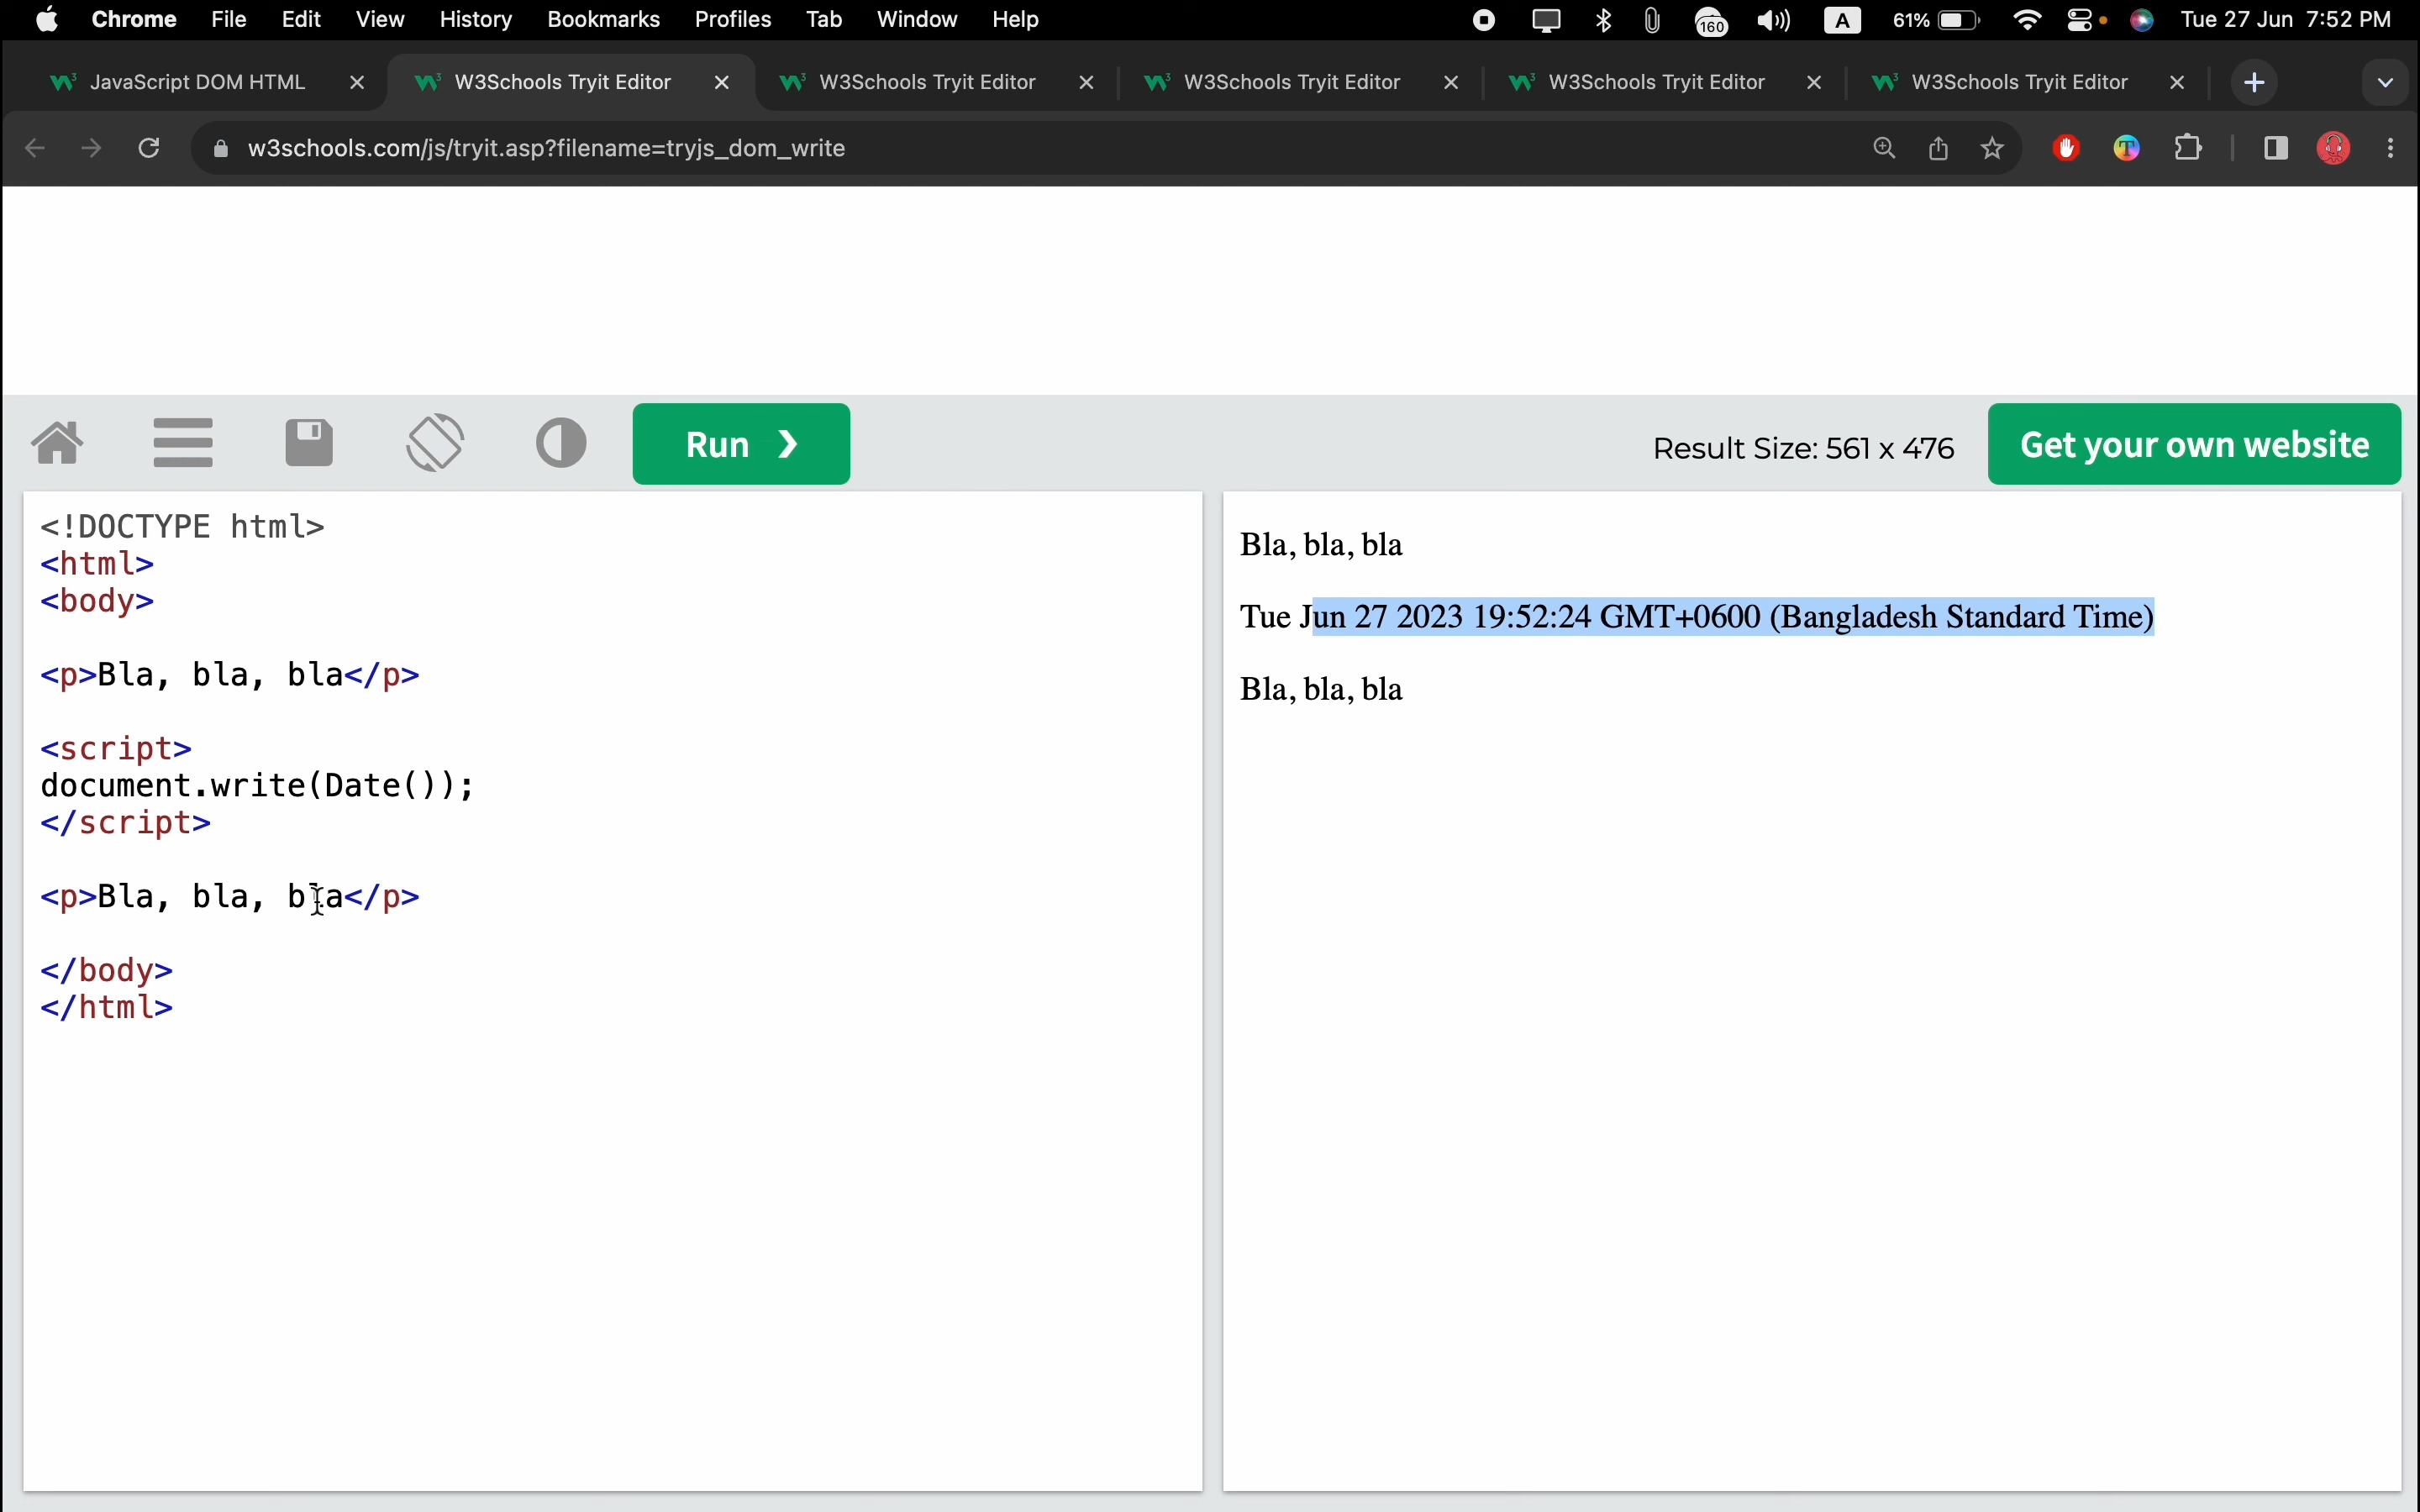 Chrome File Edit View History Bookmarks Profiles Tab Window Help 160 A 61% Tue 27 Jun 7:52 PM
JavaScript DOM HTML W3Schools Tryit Editor W3Schools Tryit Editor W3Schools Tryit Editor W3Schools Tryit Editor W3Schools Tryit Editor
w3schools.com/js/tryit.asp?filename=tryjs_dom_write
Run ❯ Result Size: 561 x 476 Get your own website
<!DOCTYPE html>
<html>
<body>
<p>Bla, bla, bla</p>
<script>
document.write(Date());
</script>
<p>Bla, bla, bla</p>
</body>
</html>
Bla, bla, bla
Tue Jun 27 2023 19:52:24 GMT+0600 (Bangladesh Standard Time)
Bla, bla, bla